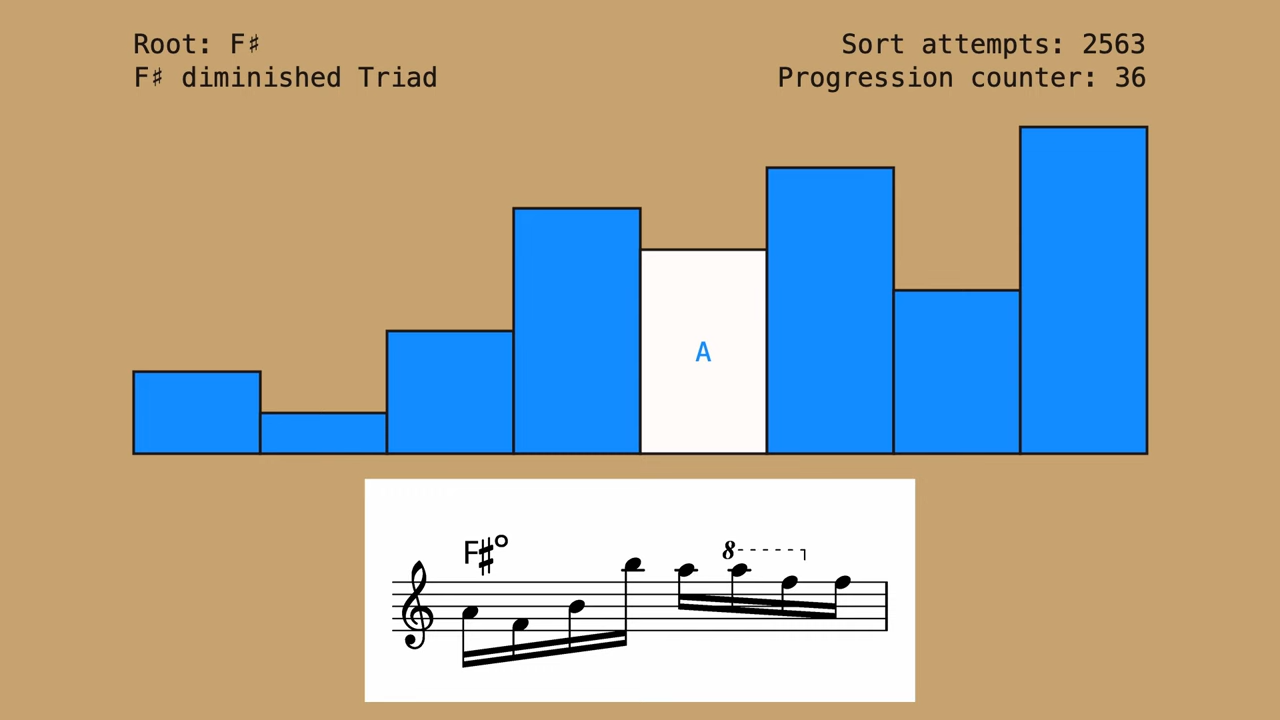 Root: F♯
F♯ diminished Triad
Sort attempts: 2563
Progression counter: 36
A
F♯°
8